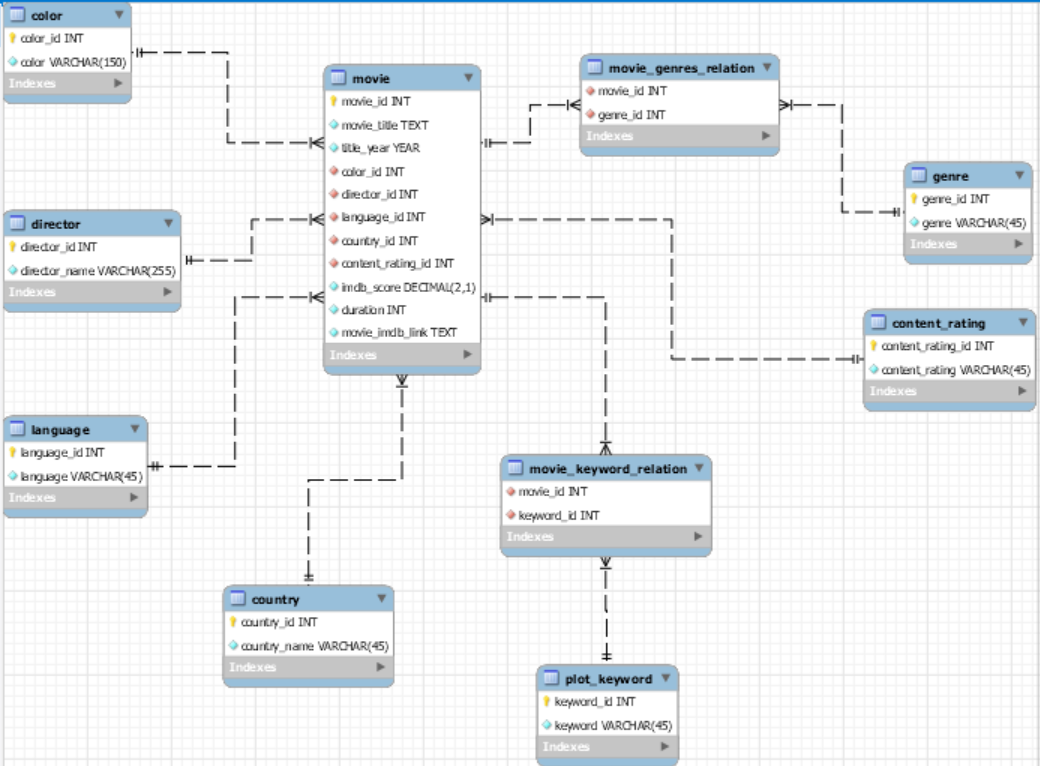 color
color_id INT
color VARCHAR(150)
Indexes
movie
movie_id INT
movie_title TEXT
title_year YEAR
color_id INT
director_id INT
language_id INT
country_id INT
content_rating_id INT
imdb_score DECIMAL(2,1)
duration INT
movie_imdb_link TEXT
Indexes
movie_genres_relation
movie_id INT
genre_id INT
Indexes
genre
genre_id INT
genre VARCHAR(45)
Indexes
director
director_id INT
director_name VARCHAR(255)
Indexes
content_rating
content_rating_id INT
content_rating VARCHAR(45)
Indexes
language
language_id INT
language VARCHAR(45)
Indexes
movie_keyword_relation
movie_id INT
keyword_id INT
Indexes
country
country_id INT
country_name VARCHAR(45)
Indexes
plot_keyword
keyword_id INT
keyword VARCHAR(45)
Indexes